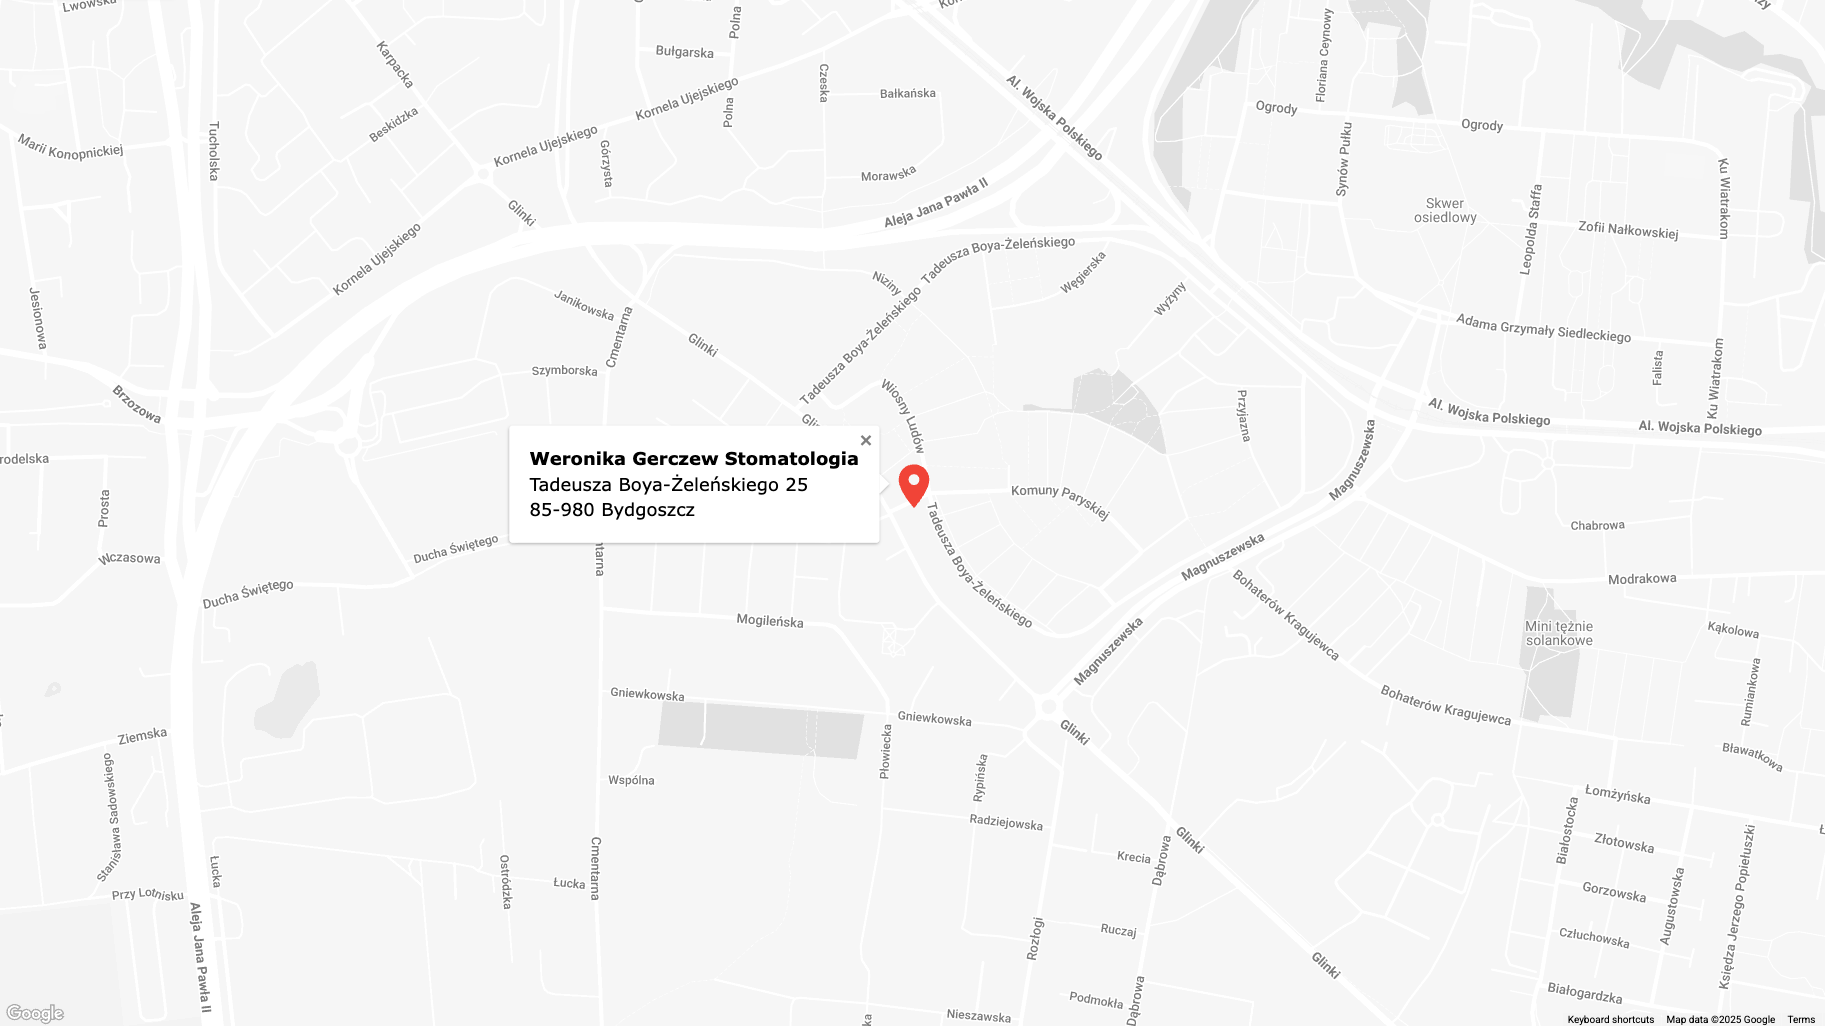 Lwowska
Karpacka
Bułgarska
Polna
Kornela Ujejskiego
Czeska
Bałkańska
Polna
Al. Wojska Polskiego
Floriana Ceynowy
Ogrody
Ogrody
Tucholska
Beskidzka
Marii Konopnickiej
Kornela Ujejskiego
Górzysta
Morawska
Synów Pułku
Ku Wiatrakom
Aleja Jana Pawła II
Skwer
osiedlowy
Leopolda Staffa
Zofii Nałkowskiej
Glinki
Kornela Ujejskiego
Tadeusza Boya-Żeleńskiego
Węgierska
Niziny
Wyżyny
Jesionowa
Janikowska
Cmentarna
Glinki
Tadeusza Boya-Żeleńskiego
Adama Grzymały Siedleckiego
Falista
Ku Wiatrakom
Szymborska
Brzozowa
Wiosny Ludów
Przyjazna
Al. Wojska Polskiego
Al. Wojska Polskiego
Weronika Gerczew Stomatologia
Tadeusza Boya-Żeleńskiego 25
85-980 Bydgoszcz
Magnuszewska
Komuny Paryskiej
Prosta
Chabrowa
Wczasowa
Ducha Świętego
Ducha Świętego
Tadeusza Boya-Żeleńskiego
Magnuszewska
Modrakowa
Bohaterów Kragujewca
Mogileńska
Magnuszewska
Mini tężnie
solankowe
Kąkolowa
Rumiankowa
Gniewkowska
Gniewkowska
Bohaterów Kragujewca
Glinki
Ziemska
Płowiecka
Bławatkowa
Wspólna
Rypińska
Stanisława Sapowskiego
Łomżyńska
Radziejowska
Glinki
Białostocka
Złotowska
Krecia
Dąbrowa
Łucka
Ostródzka
Łucka
Cmentarna
Przy Lotnisku
Gorzowska
Augustowska
Księdza Jerzego Popiełuszki
Aleja Jana Pawła II
Rozłogi
Ruczaj
Człuchowska
Glinki
Podmokła
Dąbrowa
Białogardzka
Nieszawska
Google
Keyboard shortcuts
Map data ©2025 Google
Terms